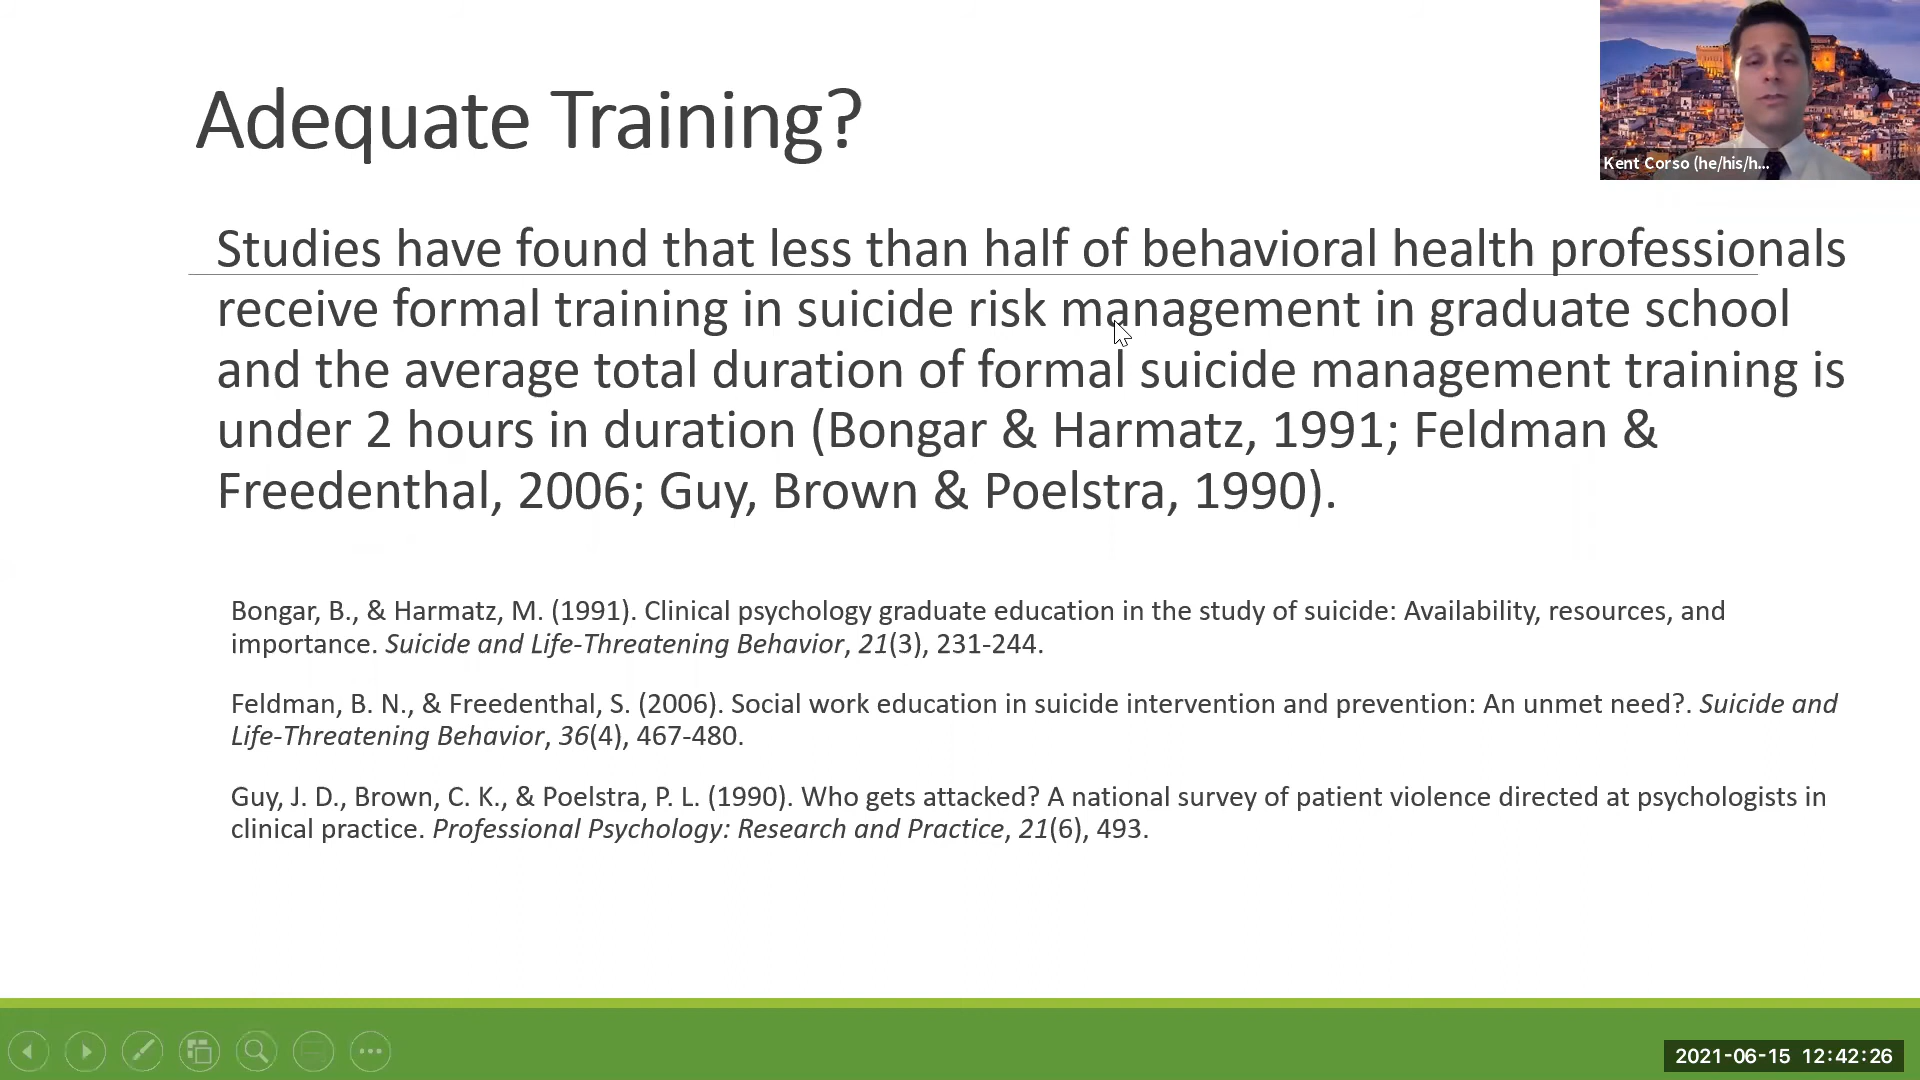 Adequate Training?
Kent Corso (he/his/h...
Studies have found that less than half of behavioral health professionals
receive formal training in suicide risk management in graduate school
and the average total duration of formal suicide management training is
under 2 hours in duration (Bongar & Harmatz, 1991; Feldman &
Freedenthal, 2006; Guy, Brown & Poelstra, 1990).
Bongar, B., & Harmatz, M. (1991). Clinical psychology graduate education in the study of suicide: Availability, resources, and
importance. Suicide and Life-Threatening Behavior, 21(3), 231-244.
Feldman, B. N., & Freedenthal, S. (2006). Social work education in suicide intervention and prevention: An unmet need?. Suicide and
Life-Threatening Behavior, 36(4), 467-480.
Guy, J. D., Brown, C. K., & Poelstra, P. L. (1990). Who gets attacked? A national survey of patient violence directed at psychologists in
clinical practice. Professional Psychology: Research and Practice, 21(6), 493.
2021-06-15 12:42:26